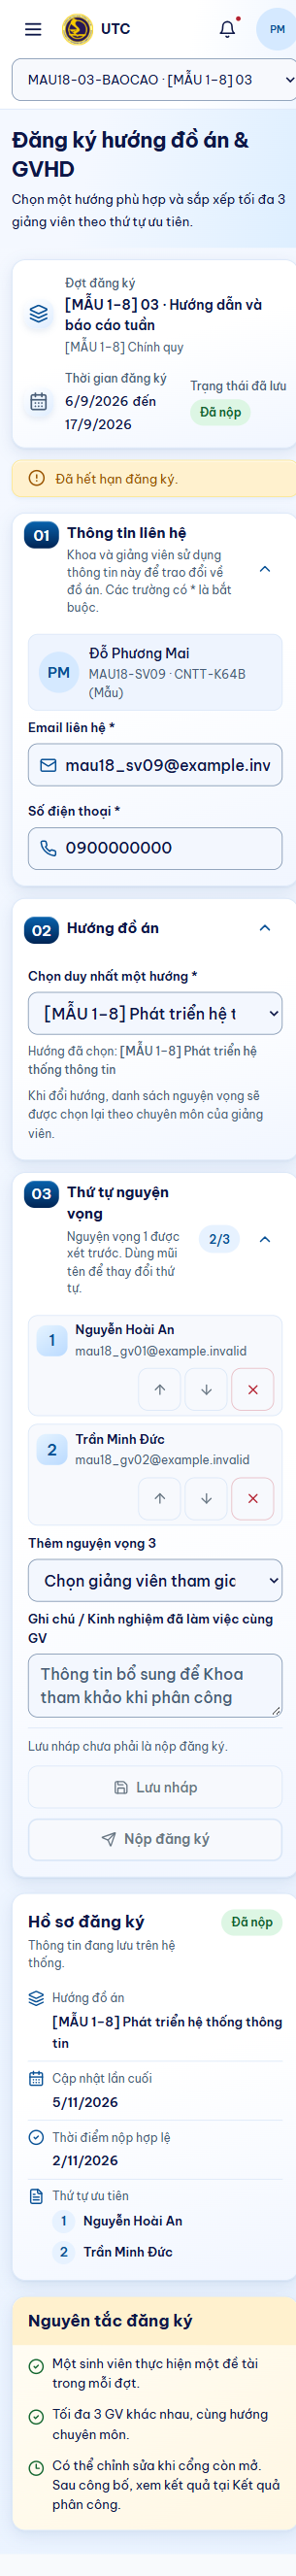 UTC
PM
MAU18-03-BAOCAO · [MẪU 1–8] 03
Đăng ký hướng đồ án &
GVHD
Chọn một hướng phù hợp và sắp xếp tối đa 3
giảng viên theo thứ tự ưu tiên.
Đợt đăng ký
[MẪU 1–8] 03 · Hướng dẫn và
báo cáo tuần
[MẪU 1–8] Chính quy
Thời gian đăng ký
6/9/2026 đến
17/9/2026
Trạng thái đã lưu
Đã nộp
Đã hết hạn đăng ký.
01
Thông tin liên hệ
Khoa và giảng viên sử dụng
thông tin này để trao đổi về
đồ án. Các trường có * là bắt
buộc.
PM
Đỗ Phương Mai
MAU18-SV09 · CNTT-K64B
(Mẫu)
Email liên hệ *
mau18_sv09@example.inv
Số điện thoại *
0900000000
02
Hướng đồ án
Chọn duy nhất một hướng *
[MẪU 1–8] Phát triển hệ t
Hướng đã chọn: [MẪU 1–8] Phát triển hệ
thống thông tin
Khi đổi hướng, danh sách nguyện vọng sẽ
được chọn lại theo chuyên môn của giảng
viên.
03
Thứ tự nguyện
vọng
Nguyện vọng 1 được
xét trước. Dùng mũi
tên để thay đổi thứ
tự.
2/3
1
Nguyễn Hoài An
mau18_gv01@example.invalid
2
Trần Minh Đức
mau18_gv02@example.invalid
Thêm nguyện vọng 3
Chọn giảng viên tham gia
Ghi chú / Kinh nghiệm đã làm việc cùng
GV
Thông tin bổ sung để Khoa
tham khảo khi phân công
Lưu nháp chưa phải là nộp đăng ký.
Lưu nháp
Nộp đăng ký
Hồ sơ đăng ký
Đã nộp
Thông tin đang lưu trên hệ
thống.
Hướng đồ án
[MẪU 1–8] Phát triển hệ thống thông
tin
Cập nhật lần cuối
5/11/2026
Thời điểm nộp hợp lệ
2/11/2026
Thứ tự ưu tiên
1 Nguyễn Hoài An
2 Trần Minh Đức
Nguyên tắc đăng ký
Một sinh viên thực hiện một đề tài
trong mỗi đợt.
Tối đa 3 GV khác nhau, cùng hướng
chuyên môn.
Có thể chỉnh sửa khi cổng còn mở.
Sau công bố, xem kết quả tại Kết quả
phân công.